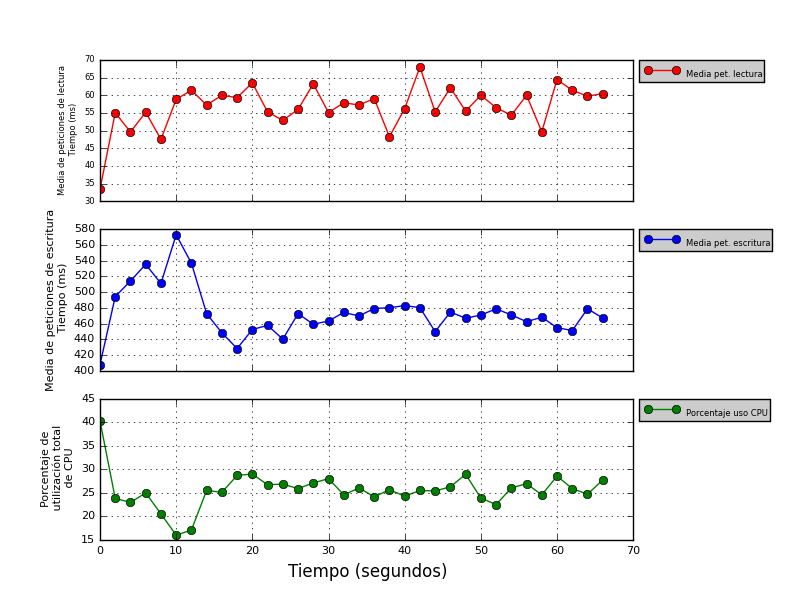 70
65
60
55
50
45
40
35
30
Media de peticiones de lectura
Tiempo (ms)
Media pet. lectura
580
560
540
520
500
480
460
440
420
400
Media de peticiones de escritura
Tiempo (ms)
Media pet. escritura
45
40
35
30
25
20
15
Porcentaje de
utilización total
de CPU
Porcentaje uso CPU
0 10 20 30 40 50 60 70
Tiempo (segundos)